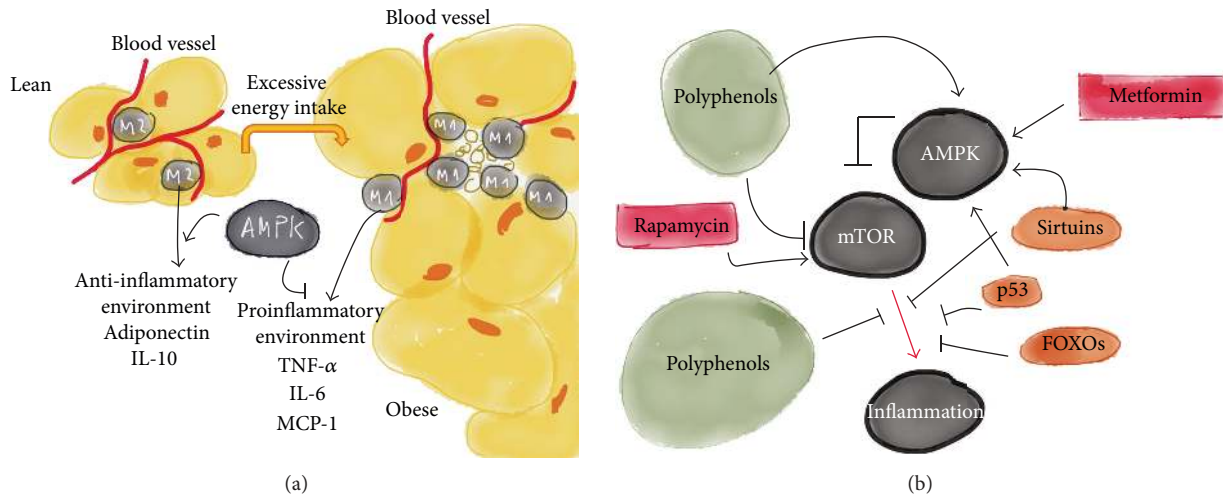 Blood vessel
Lean
M2
M2
Excessive
energy intake
Blood vessel
M1
M1
M1
M1
M1
M1
AMPK
Anti-inflammatory
environment
Adiponectin
IL-10
Proinflammatory
environment
TNF-α
IL-6
MCP-1
Obese
(a)
Polyphenols
Metformin
AMPK
Rapamycin
mTOR
Sirtuins
p53
FOXOs
Polyphenols
Inflammation
(b)